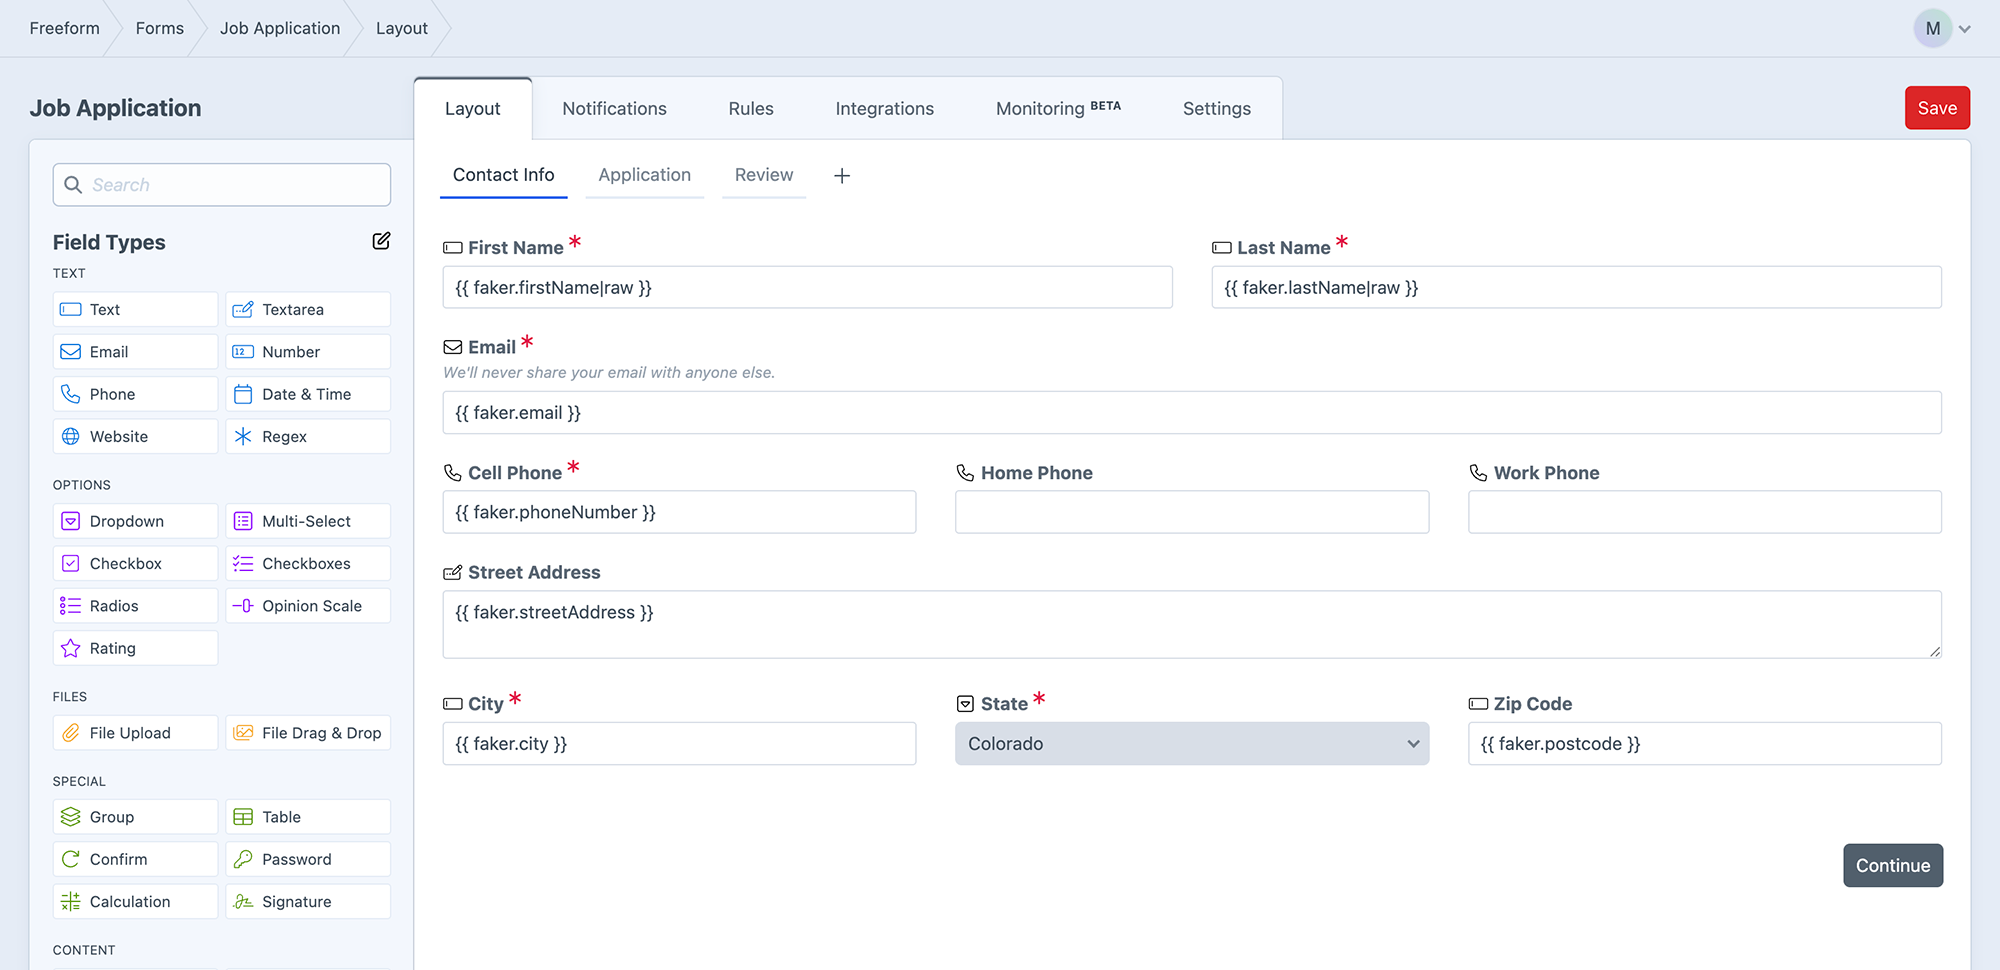 Freeform Forms Job Application Layout M
Job Application
Layout Notifications Rules Integrations Monitoring BETA Settings
Save
Search
Field Types
TEXT
Text Textarea
Email 12 Number
Phone Date & Time
Website Regex
OPTIONS
Dropdown Multi-Select
Checkbox Checkboxes
Radios Opinion Scale
Rating
FILES
File Upload File Drag & Drop
SPECIAL
Group Table
Confirm Password
Calculation Signature
CONTENT
Contact Info Application Review +
First Name * Last Name *
{{ faker.firstName|raw }} {{ faker.lastName|raw }}
Email *
We'll never share your email with anyone else.
{{ faker.email }}
Cell Phone * Home Phone Work Phone
{{ faker.phoneNumber }}
Street Address
{{ faker.streetAddress }}
City * State * Zip Code
{{ faker.city }} Colorado {{ faker.postcode }}
Continue